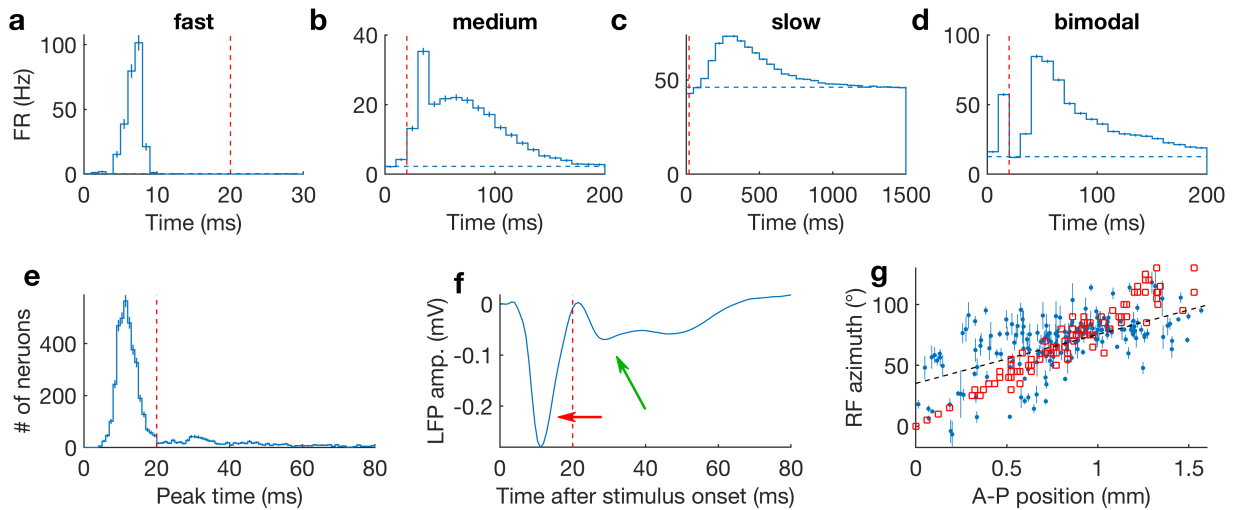 a fast
FR (Hz)
100
50
0
0 10 20 30
Time (ms)
b medium
40
20
0
0 100 200
Time (ms)
c slow
50
0
0 500 1000 1500
Time (ms)
d bimodal
100
50
0
0 100 200
Time (ms)
e
# of neruons
400
200
0
0 20 40 60 80
Peak time (ms)
f
LFP amp. (mV)
0
-0.1
-0.2
0 20 40 60 80
Time after stimulus onset (ms)
g
RF azimuth (°)
100
50
0
0 0.5 1 1.5
A-P position (mm)